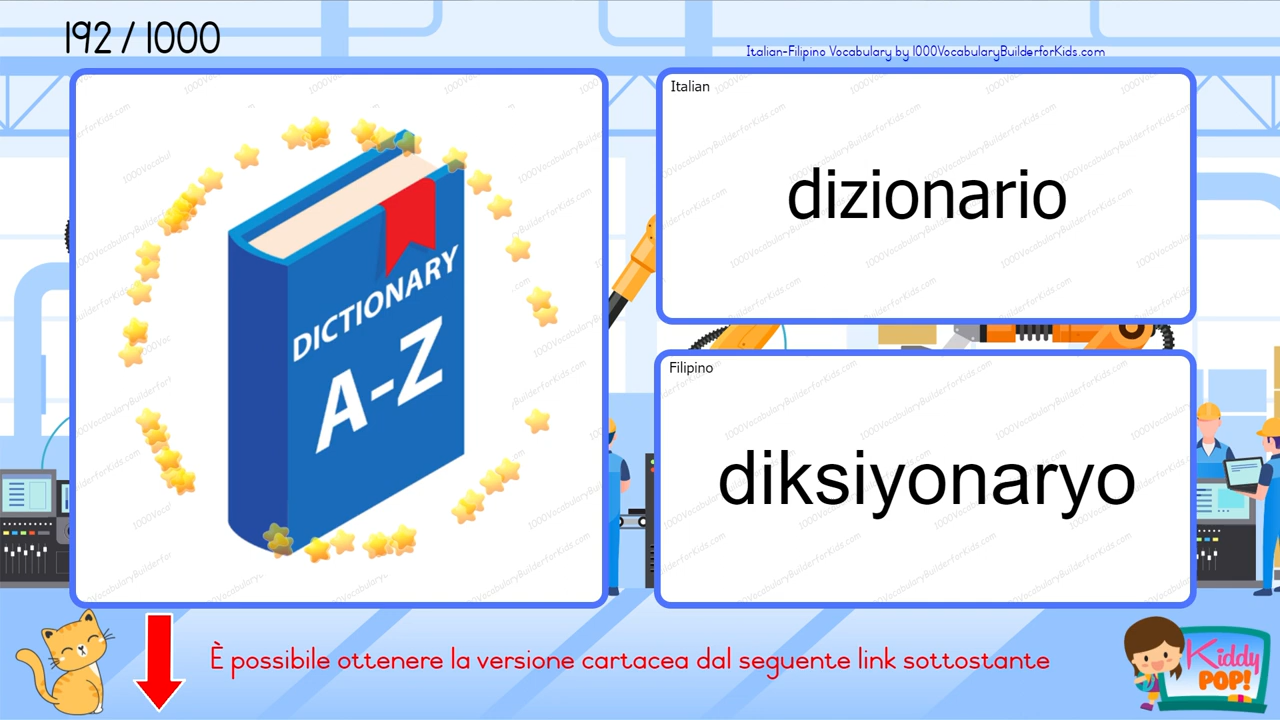 192 / 1000
Italian-Filipino Vocabulary by 1000VocabularyBuilderforKids.com
DICTIONARY
A-Z
Italian
dizionario
Filipino
diksiyonaryo
È possibile ottenere la versione cartacea dal seguente link sottostante
Kiddy
POP!